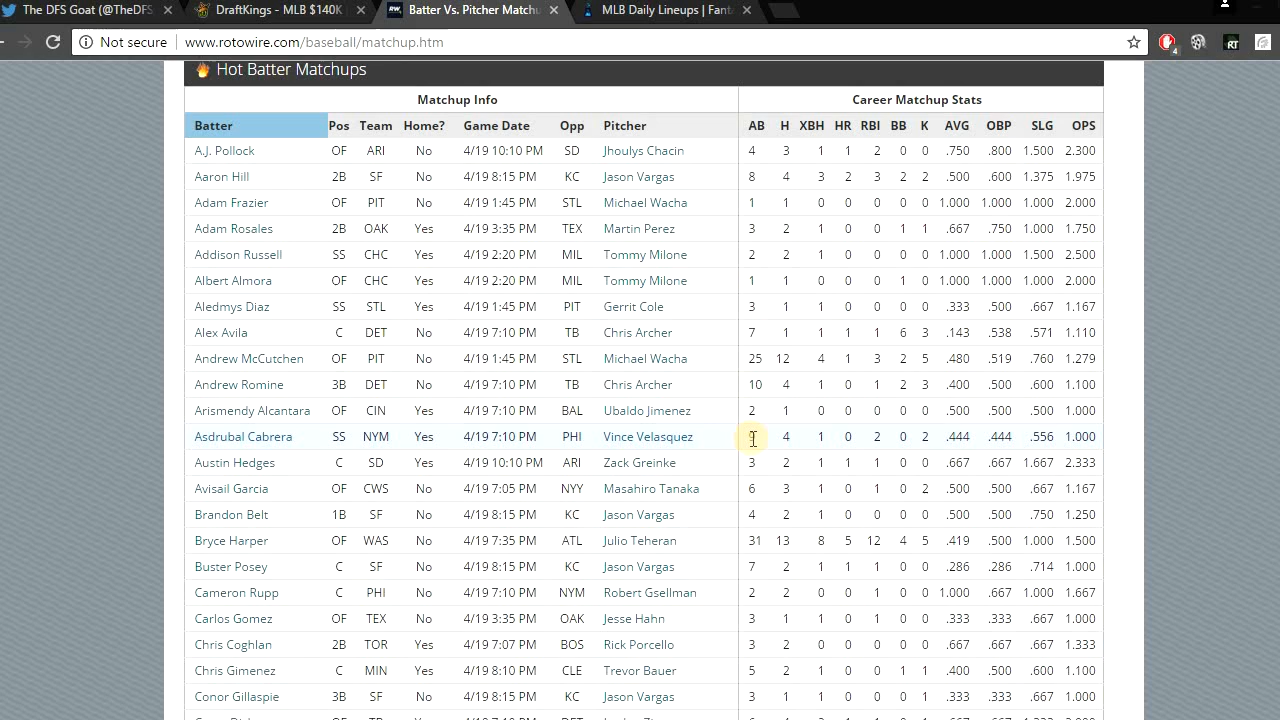 The DFS Goat (@TheDFS × DraftKings - MLB $140K × RW Batter Vs. Pitcher Matchu × MLB Daily Lineups | Fant ×
Not secure www.rotowire.com/baseball/matchup.htm 4 RT
Hot Batter Matchups
Matchup Info Career Matchup Stats
Batter Pos Team Home? Game Date Opp Pitcher AB H XBH HR RBI BB K AVG OBP SLG OPS
A.J. Pollock OF ARI No 4/19 10:10 PM SD Jhoulys Chacin 4 3 1 1 2 0 0 .750 .800 1.500 2.300
Aaron Hill 2B SF No 4/19 8:15 PM KC Jason Vargas 8 4 3 2 3 2 2 .500 .600 1.375 1.975
Adam Frazier OF PIT No 4/19 1:45 PM STL Michael Wacha 1 1 0 0 0 0 0 1.000 1.000 1.000 2.000
Adam Rosales 2B OAK Yes 4/19 3:35 PM TEX Martin Perez 3 2 1 0 0 1 1 .667 .750 1.000 1.750
Addison Russell SS CHC Yes 4/19 2:20 PM MIL Tommy Milone 2 2 1 0 0 0 0 1.000 1.000 1.500 2.500
Albert Almora OF CHC Yes 4/19 2:20 PM MIL Tommy Milone 1 1 0 0 0 1 0 1.000 1.000 1.000 2.000
Aledmys Diaz SS STL Yes 4/19 1:45 PM PIT Gerrit Cole 3 1 1 0 0 0 0 .333 .500 .667 1.167
Alex Avila C DET No 4/19 7:10 PM TB Chris Archer 7 1 1 1 1 6 3 .143 .538 .571 1.110
Andrew McCutchen OF PIT No 4/19 1:45 PM STL Michael Wacha 25 12 4 1 3 2 5 .480 .519 .760 1.279
Andrew Romine 3B DET No 4/19 7:10 PM TB Chris Archer 10 4 1 0 1 2 3 .400 .500 .600 1.100
Arismendy Alcantara OF CIN Yes 4/19 7:10 PM BAL Ubaldo Jimenez 2 1 0 0 0 0 0 .500 .500 .500 1.000
Asdrubal Cabrera SS NYM Yes 4/19 7:10 PM PHI Vince Velasquez 9 4 1 0 2 0 2 .444 .444 .556 1.000
Austin Hedges C SD Yes 4/19 10:10 PM ARI Zack Greinke 3 2 1 1 1 0 0 .667 .667 1.667 2.333
Avisail Garcia OF CWS No 4/19 7:05 PM NYY Masahiro Tanaka 6 3 1 0 1 0 2 .500 .500 .667 1.167
Brandon Belt 1B SF No 4/19 8:15 PM KC Jason Vargas 4 2 1 0 0 0 0 .500 .500 .750 1.250
Bryce Harper OF WAS No 4/19 7:35 PM ATL Julio Teheran 31 13 8 5 12 4 5 .419 .500 1.000 1.500
Buster Posey C SF No 4/19 8:15 PM KC Jason Vargas 7 2 1 1 1 0 0 .286 .286 .714 1.000
Cameron Rupp C PHI No 4/19 7:10 PM NYM Robert Gsellman 2 2 0 0 1 0 0 1.000 .667 1.000 1.667
Carlos Gomez OF TEX No 4/19 3:35 PM OAK Jesse Hahn 3 1 1 0 0 0 1 .333 .333 .667 1.000
Chris Coghlan 2B TOR Yes 4/19 7:07 PM BOS Rick Porcello 3 2 0 0 0 0 0 .667 .667 .667 1.333
Chris Gimenez C MIN Yes 4/19 8:10 PM CLE Trevor Bauer 5 2 1 0 0 1 1 .400 .500 .600 1.100
Conor Gillaspie 3B SF No 4/19 8:15 PM KC Jason Vargas 3 1 1 0 0 0 1 .333 .333 .667 1.000